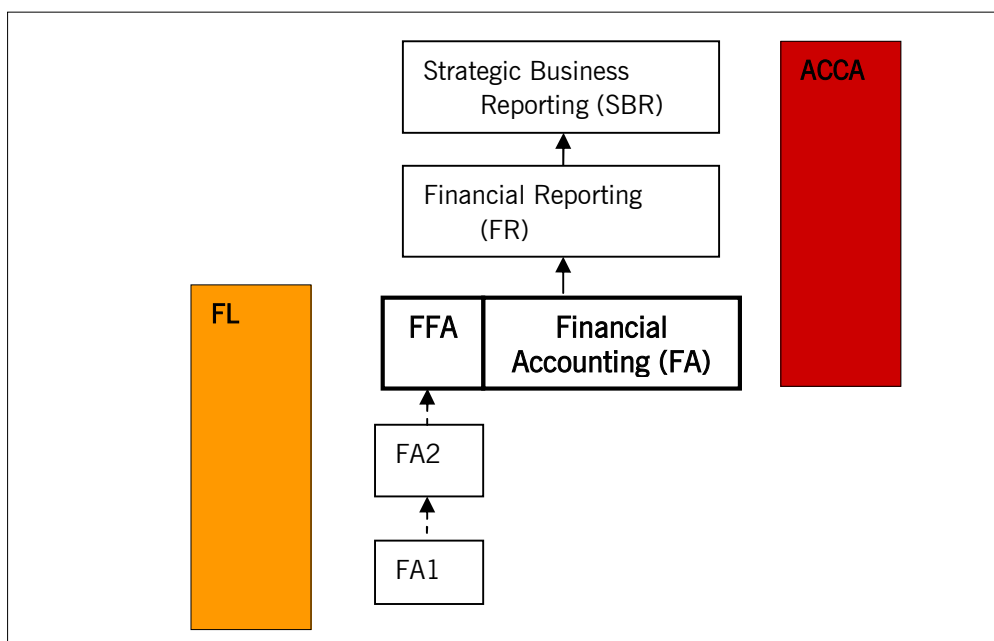 Strategic Business
Reporting (SBR)
ACCA
Financial Reporting
(FR)
FL
FFA
Financial
Accounting (FA)
FA2
FA1